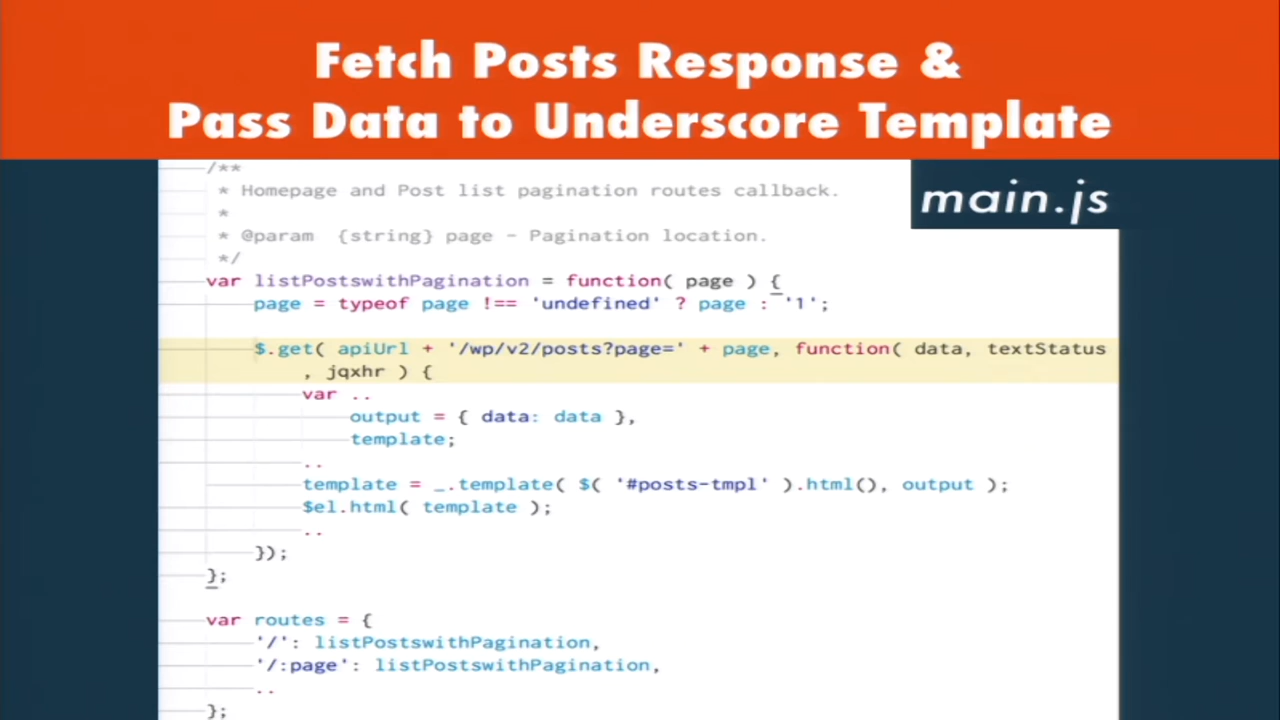 Fetch Posts Response &
Pass Data to Underscore Template
main.js
/**
* Homepage and Post list pagination routes callback.
*
* @param {string} page - Pagination location.
*/
var listPostswithPagination = function( page ) {
page = typeof page !== 'undefined' ? page : '1';
$.get( apiUrl + '/wp/v2/posts?page=' + page, function( data, textStatus
, jqxhr ) {
var ..
output = { data: data },
template;
..
template = _.template( $( '#posts-tmpl' ).html(), output );
$el.html( template );
..
});
};
var routes = {
'/': listPostswithPagination,
'/:page': listPostswithPagination,
..
};